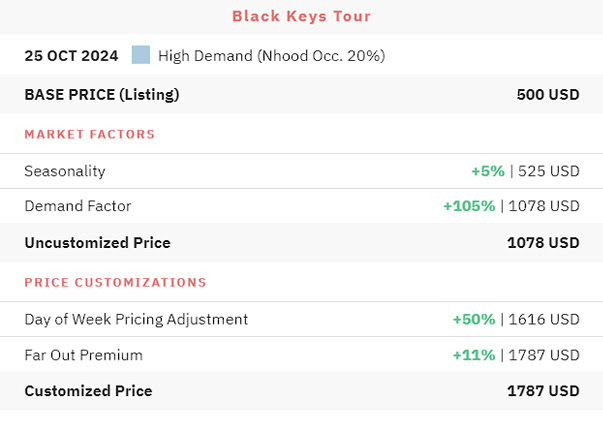 Black Keys Tour
25 OCT 2024 High Demand (Nhood Occ. 20%)
BASE PRICE (Listing) 500 USD
MARKET FACTORS
Seasonality +5% | 525 USD
Demand Factor +105% | 1078 USD
Uncustomized Price 1078 USD
PRICE CUSTOMIZATIONS
Day of Week Pricing Adjustment +50% | 1616 USD
Far Out Premium +11% | 1787 USD
Customized Price 1787 USD